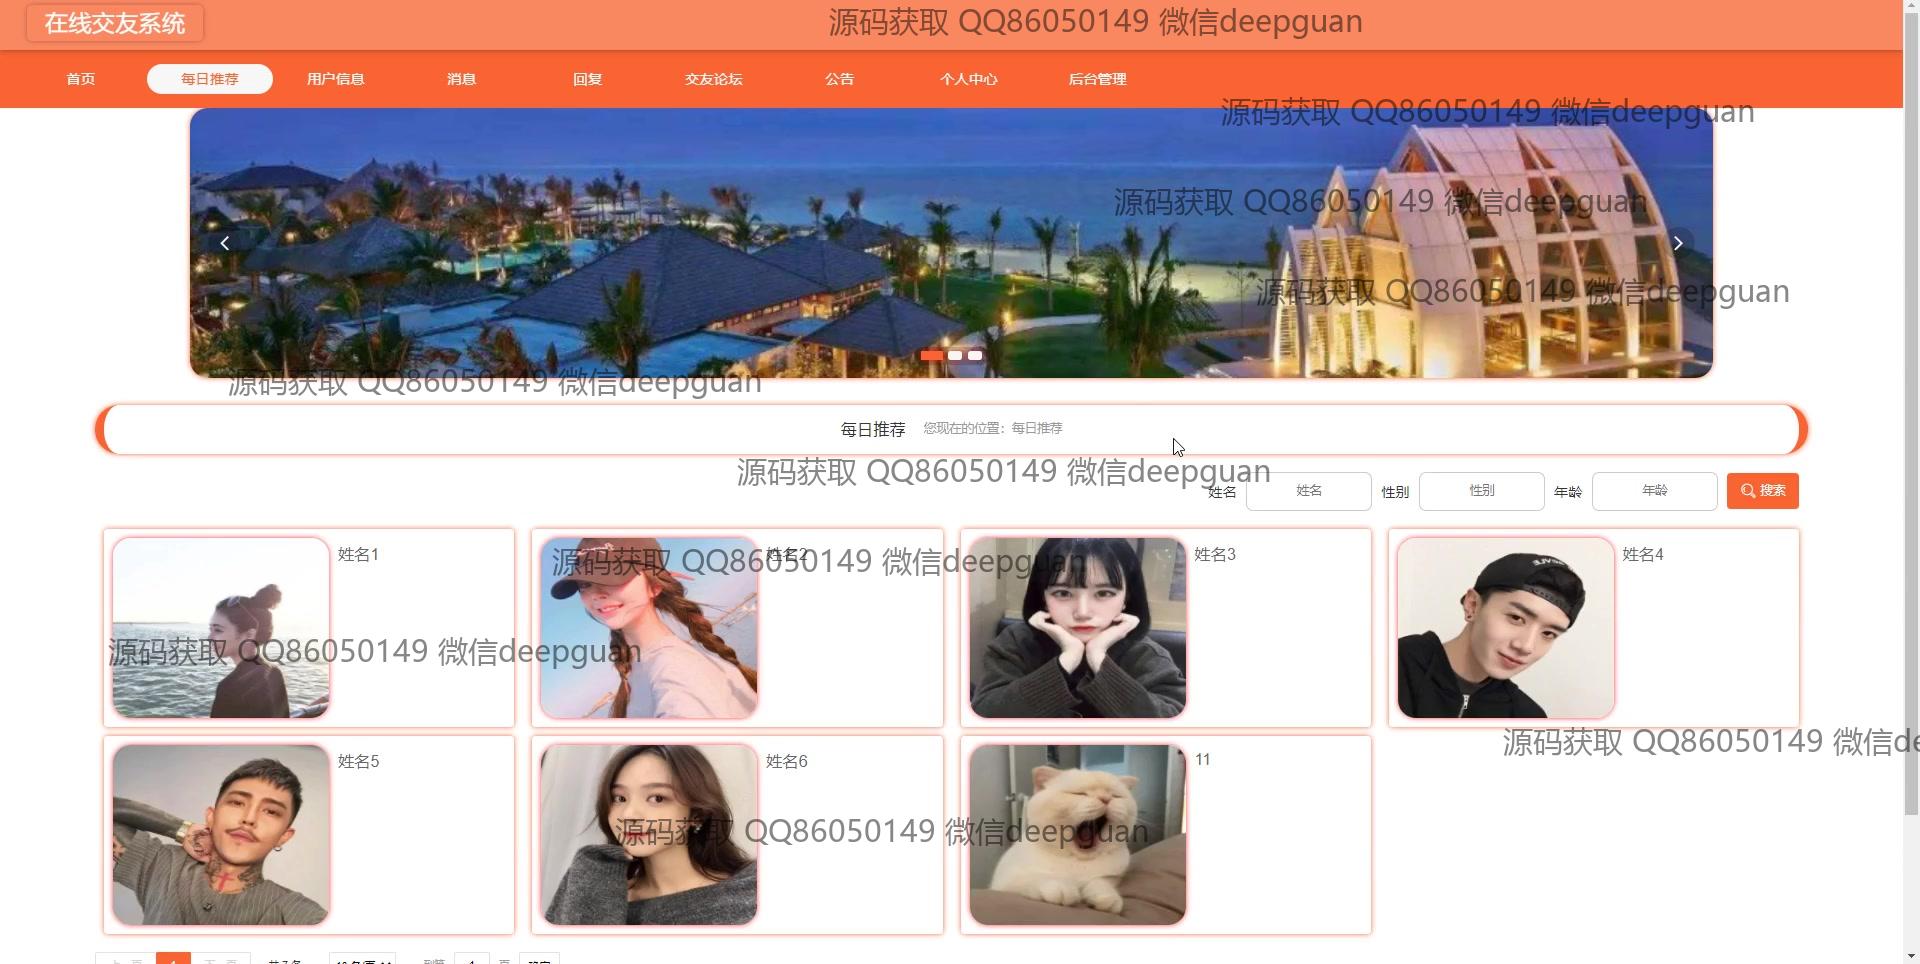 在线交友系统
源码获取 QQ86050149 微信deepguan
首页
每日推荐
用户信息
消息
回复
交友论坛
公告
个人中心
后台管理
源码获取 QQ86050149 微信deepguan
源码获取 QQ86050149 微信deepguan
源码获取 QQ86050149 微信deepguan
源码获取 QQ86050149 微信deepguan
每日推荐 您现在的位置：每日推荐
源码获取 QQ86050149 微信deepguan
姓名 姓名 性别 性别 年龄 年龄 搜索
姓名1
姓名2
姓名3
姓名4
源码获取 QQ86050149 微信deepguan
源码获取 QQ86050149 微信deepguan
源码获取 QQ86050149 微信de
姓名5
姓名6
11
源码获取 QQ86050149 微信deepguan